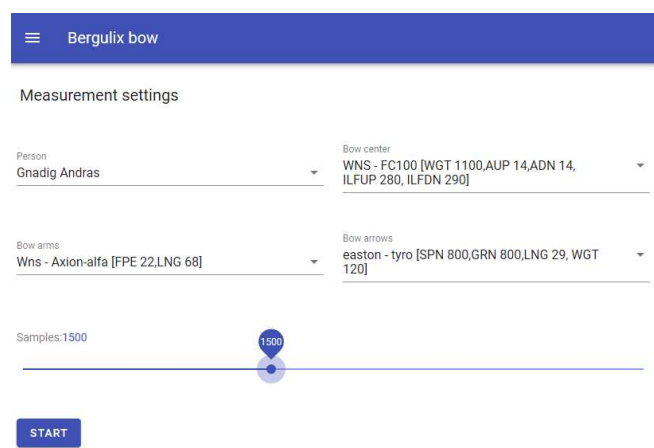 Bergulix bow
Measurement settings
Person
Gnadig Andras
Bow center
WNS - FC100 [WGT 1100,AUP 14,ADN 14,
ILFUP 280, ILFDN 290]
Bow arms
Wns - Axion-alfa [FPE 22,LNG 68]
Bow arrows
easton - tyro [SPN 800,GRN 800,LNG 29, WGT
120]
Samples:1500
1500
START